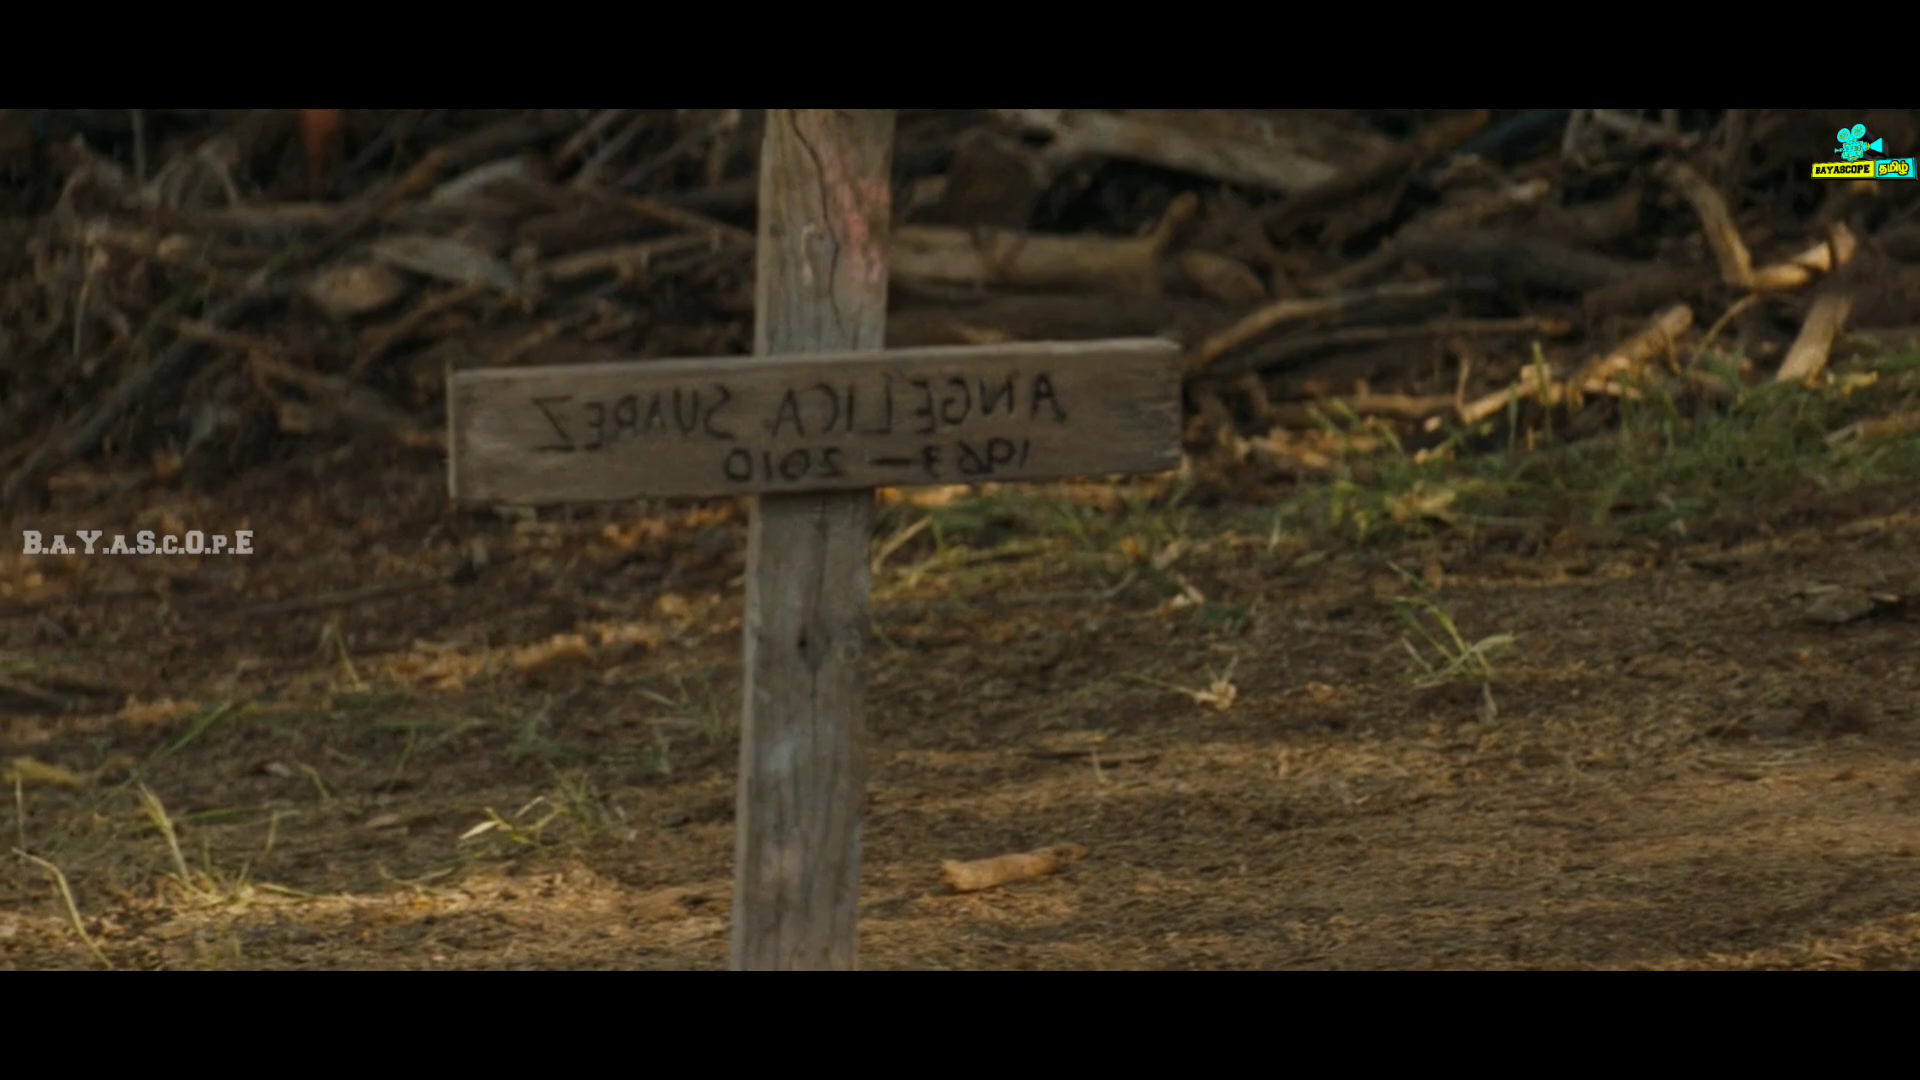 BAYASCOPE தமிழ்
ANGELICA SUAREZ
1963-2010
B.a.Y.a.S.c.O.p.E